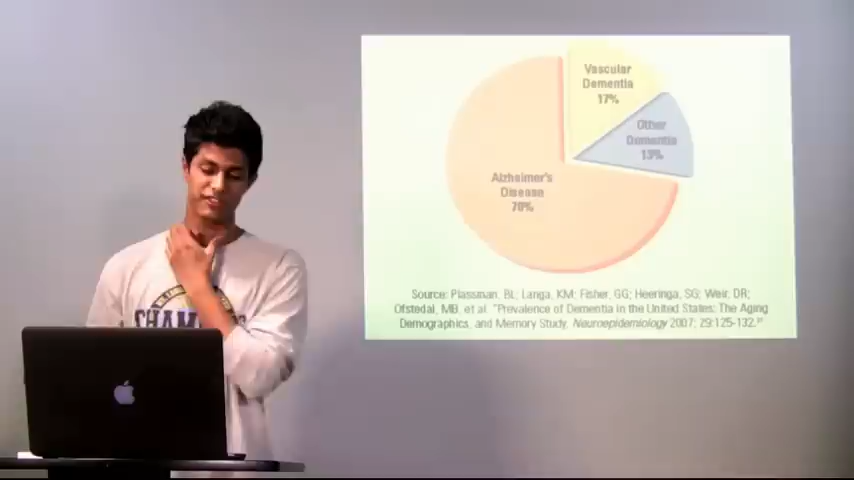 Vascular
Dementia
17%
Other
Dementia
13%
Alzheimer's
Disease
70%
Source: Plassman, BL; Langa, KM; Fisher, GG; Heeringa, SG; Weir, DR;
Ofstedal, MB, et al. "Prevalence of Dementia in the United States: The Aging
Demographics, and Memory Study. Neuroepidemiology 2007; 29:125-132."
CHAM